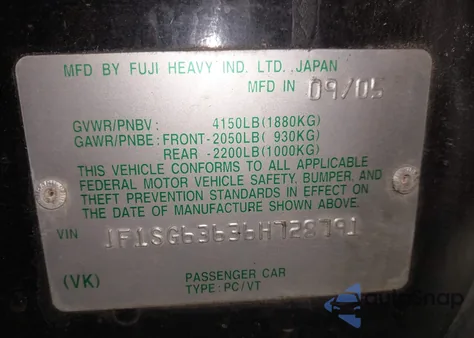 MFD BY FUJI HEAVY IND. LTD., JAPAN
MFD IN 09/05
GVWR/PNBV: 4150LB(1880KG)
GAWR/PNBE: FRONT-2050LB( 930KG)
REAR -2200LB(1000KG)
THIS VEHICLE CONFORMS TO ALL APPLICABLE
FEDERAL MOTOR VEHICLE SAFETY, BUMPER, AND
THEFT PREVENTION STANDARDS IN EFFECT ON
THE DATE OF MANUFACTURE SHOWN ABOVE.
VIN
(VK) PASSENGER CAR
TYPE: PC/VT
autosnap